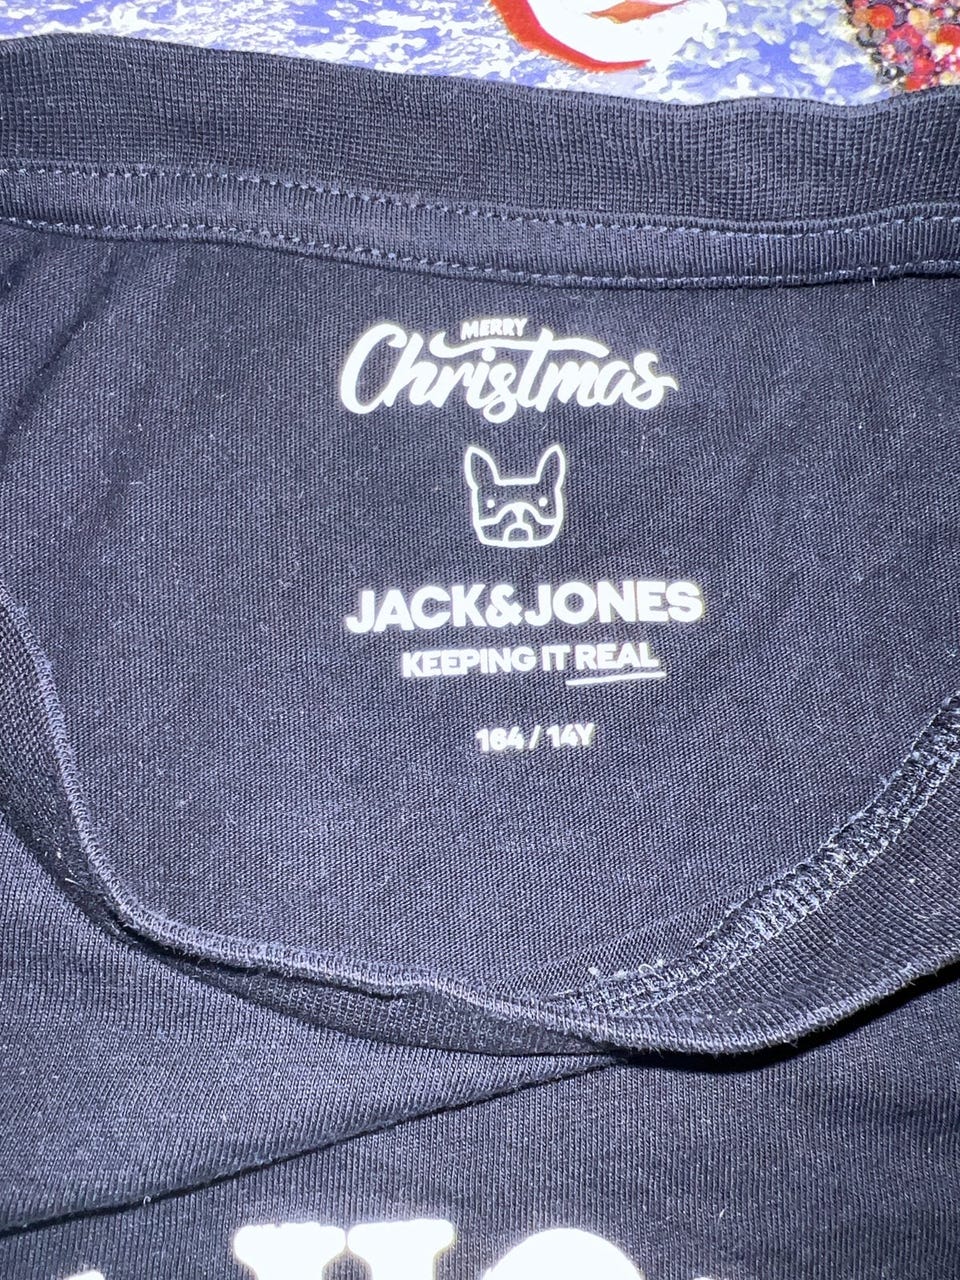 MERRY
Christmas
JACK&JONES
KEEPING IT REAL
164 / 14Y